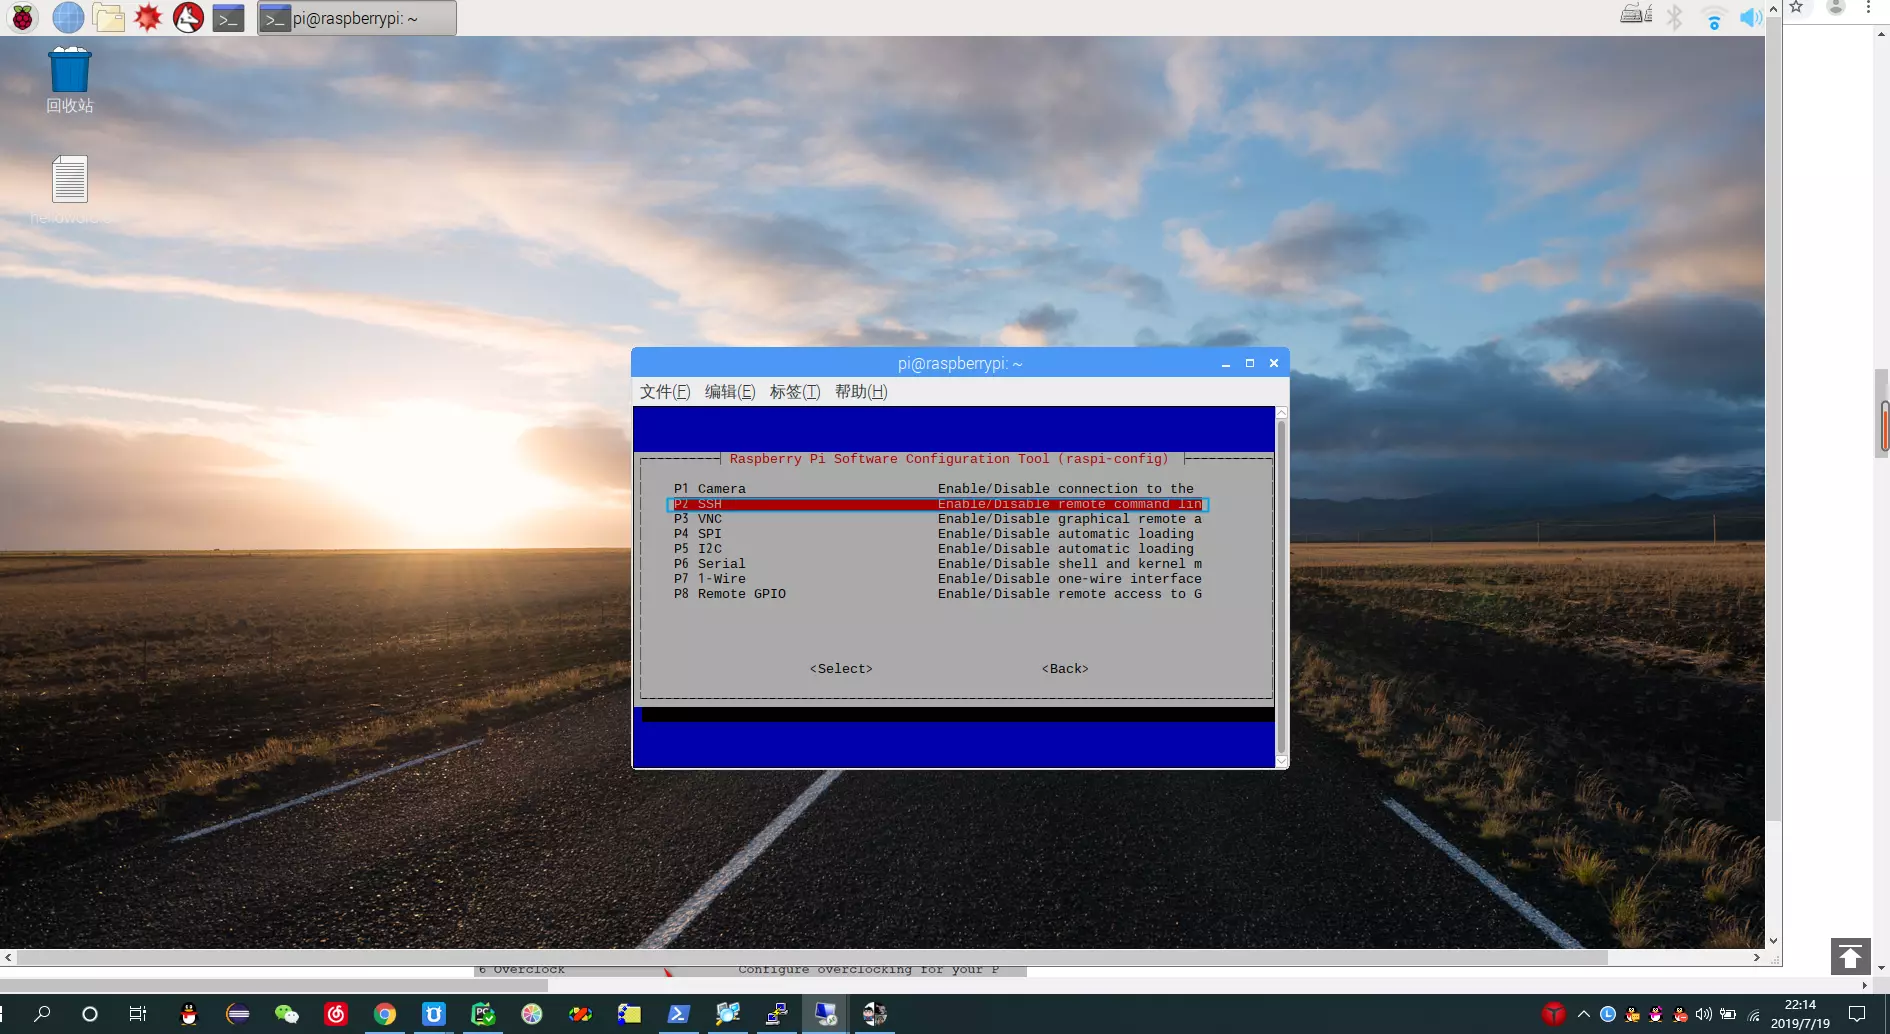 pi@raspberrypi: ~
回收站
pi@raspberrypi: ~
文件(F) 编辑(E) 标签(T) 帮助(H)
Raspberry Pi Software Configuration Tool (raspi-config)
P1 Camera Enable/Disable connection to the
P2 SSH Enable/Disable remote command lin
P3 VNC Enable/Disable graphical remote a
P4 SPI Enable/Disable automatic loading
P5 I2C Enable/Disable automatic loading
P6 Serial Enable/Disable shell and kernel m
P7 1-Wire Enable/Disable one-wire interface
P8 Remote GPIO Enable/Disable remote access to G
<Select> <Back>
6 Overclock Configure overclocking for your P
22:14
2019/7/19